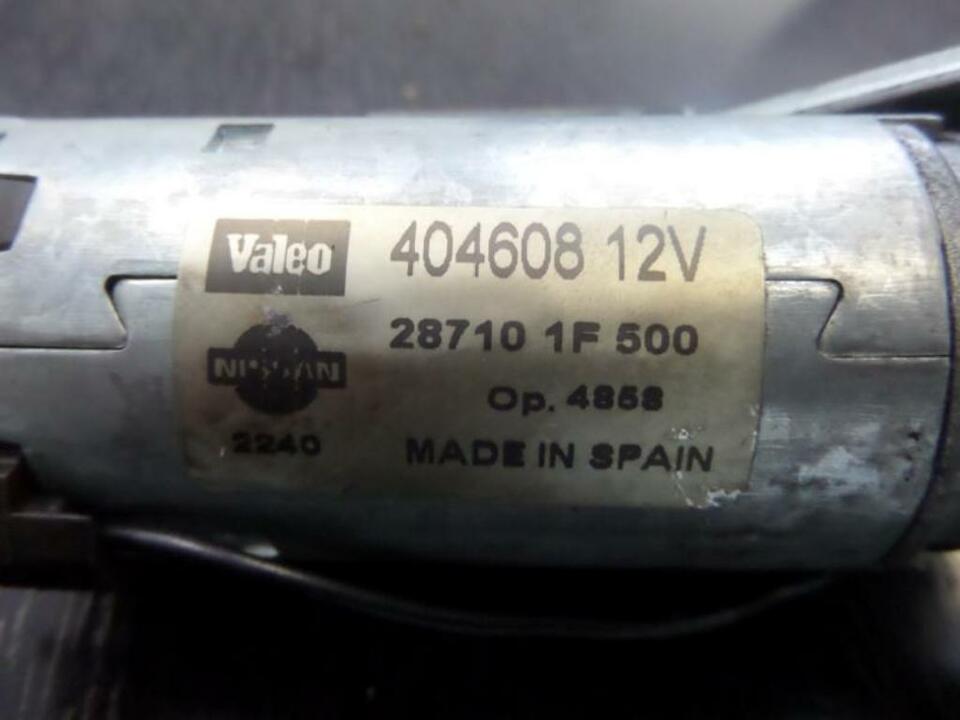 Valeo 404608 12V
28710 1F 500
NISSAN
Op. 4858
2240
MADE IN SPAIN